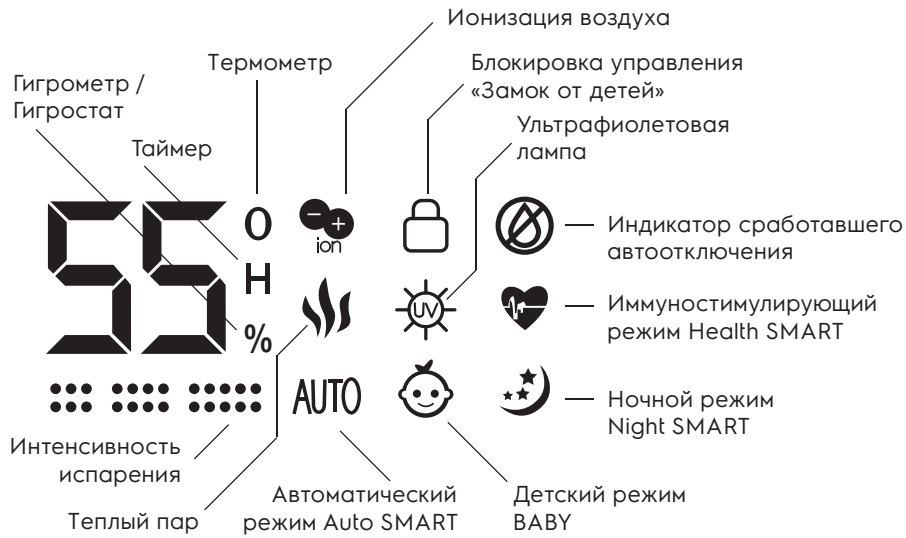 Ионизация воздуха
Термометр
Блокировка управления
«Замок от детей»
Гигрометр /
Гигростат
Ультрафиолетовая
лампа
Таймер
55
O
H
%
ion
UV
AUTO
Индикатор сработавшего
автоотключения
Иммуностимулирующий
режим Health SMART
Ночной режим
Night SMART
Интенсивность
испарения
Теплый пар
Автоматический
режим Auto SMART
Детский режим
BABY